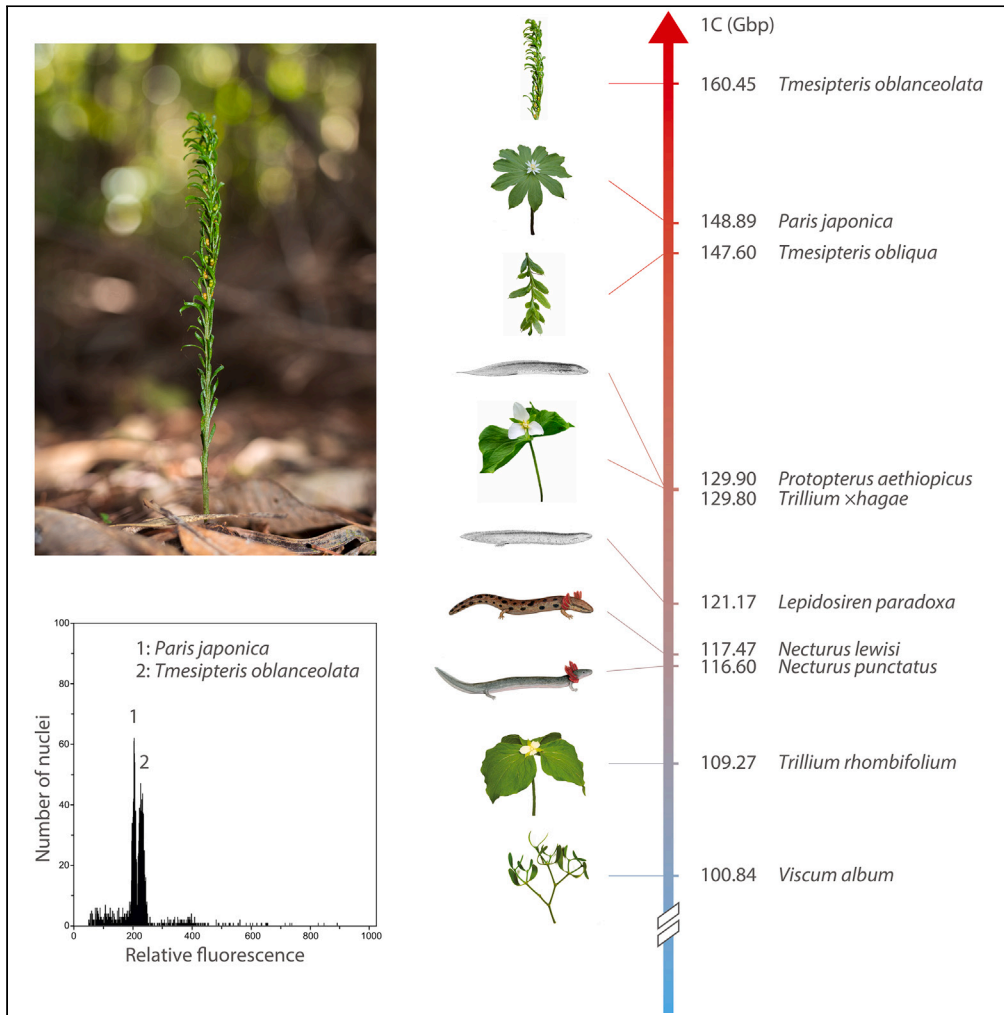 1C (Gbp)
160.45 Tmesipteris oblanceolata
148.89 Paris japonica
147.60 Tmesipteris obliqua
129.90 Protopterus aethiopicus
129.80 Trillium ×hagae
121.17 Lepidosiren paradoxa
117.47 Necturus lewisi
116.60 Necturus punctatus
109.27 Trillium rhombifolium
100.84 Viscum album
100
80
60
40
20
0
Number of nuclei
1: Paris japonica
2: Tmesipteris oblanceolata
1
2
0 200 400 600 800 1000
Relative fluorescence